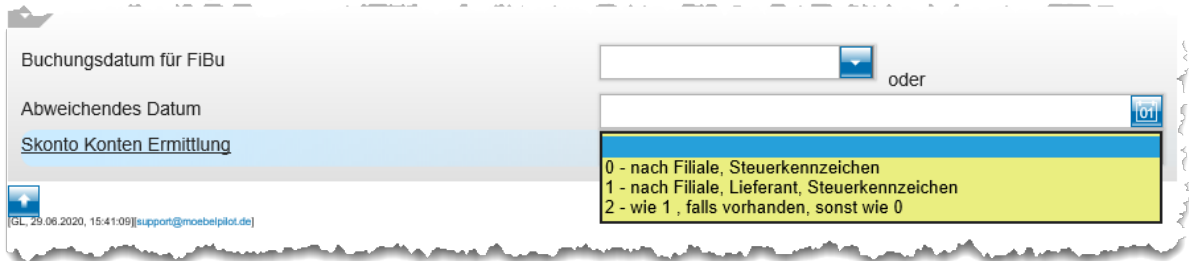 Buchungsdatum für FiBu
oder
Abweichendes Datum
01
Skonto Konten Ermittlung
0 - nach Filiale, Steuerkennzeichen
1 - nach Filiale, Lieferant, Steuerkennzeichen
2 - wie 1 , falls vorhanden, sonst wie 0
[GL, 29.06.2020, 15:41:09][support@moebelpilot.de]